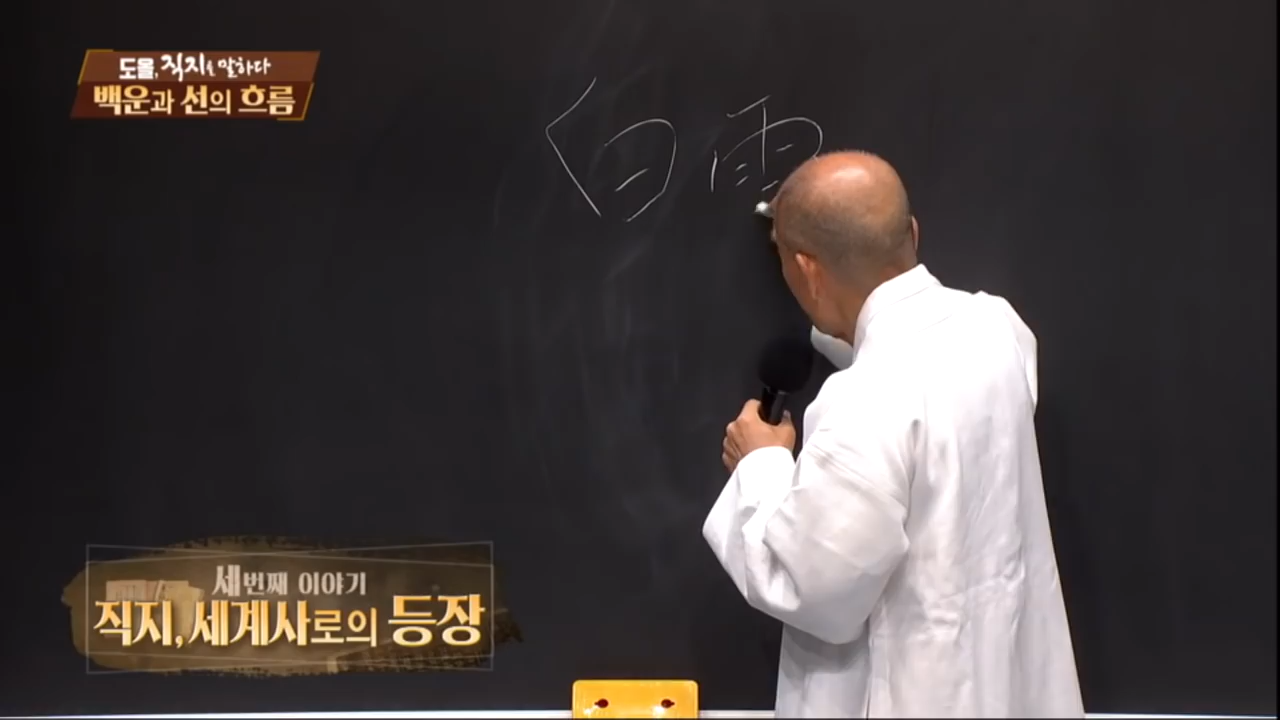 도올, 직지를 말하다
백운과 선의 흐름
白雲
세번째 이야기
직지, 세계사로의 등장